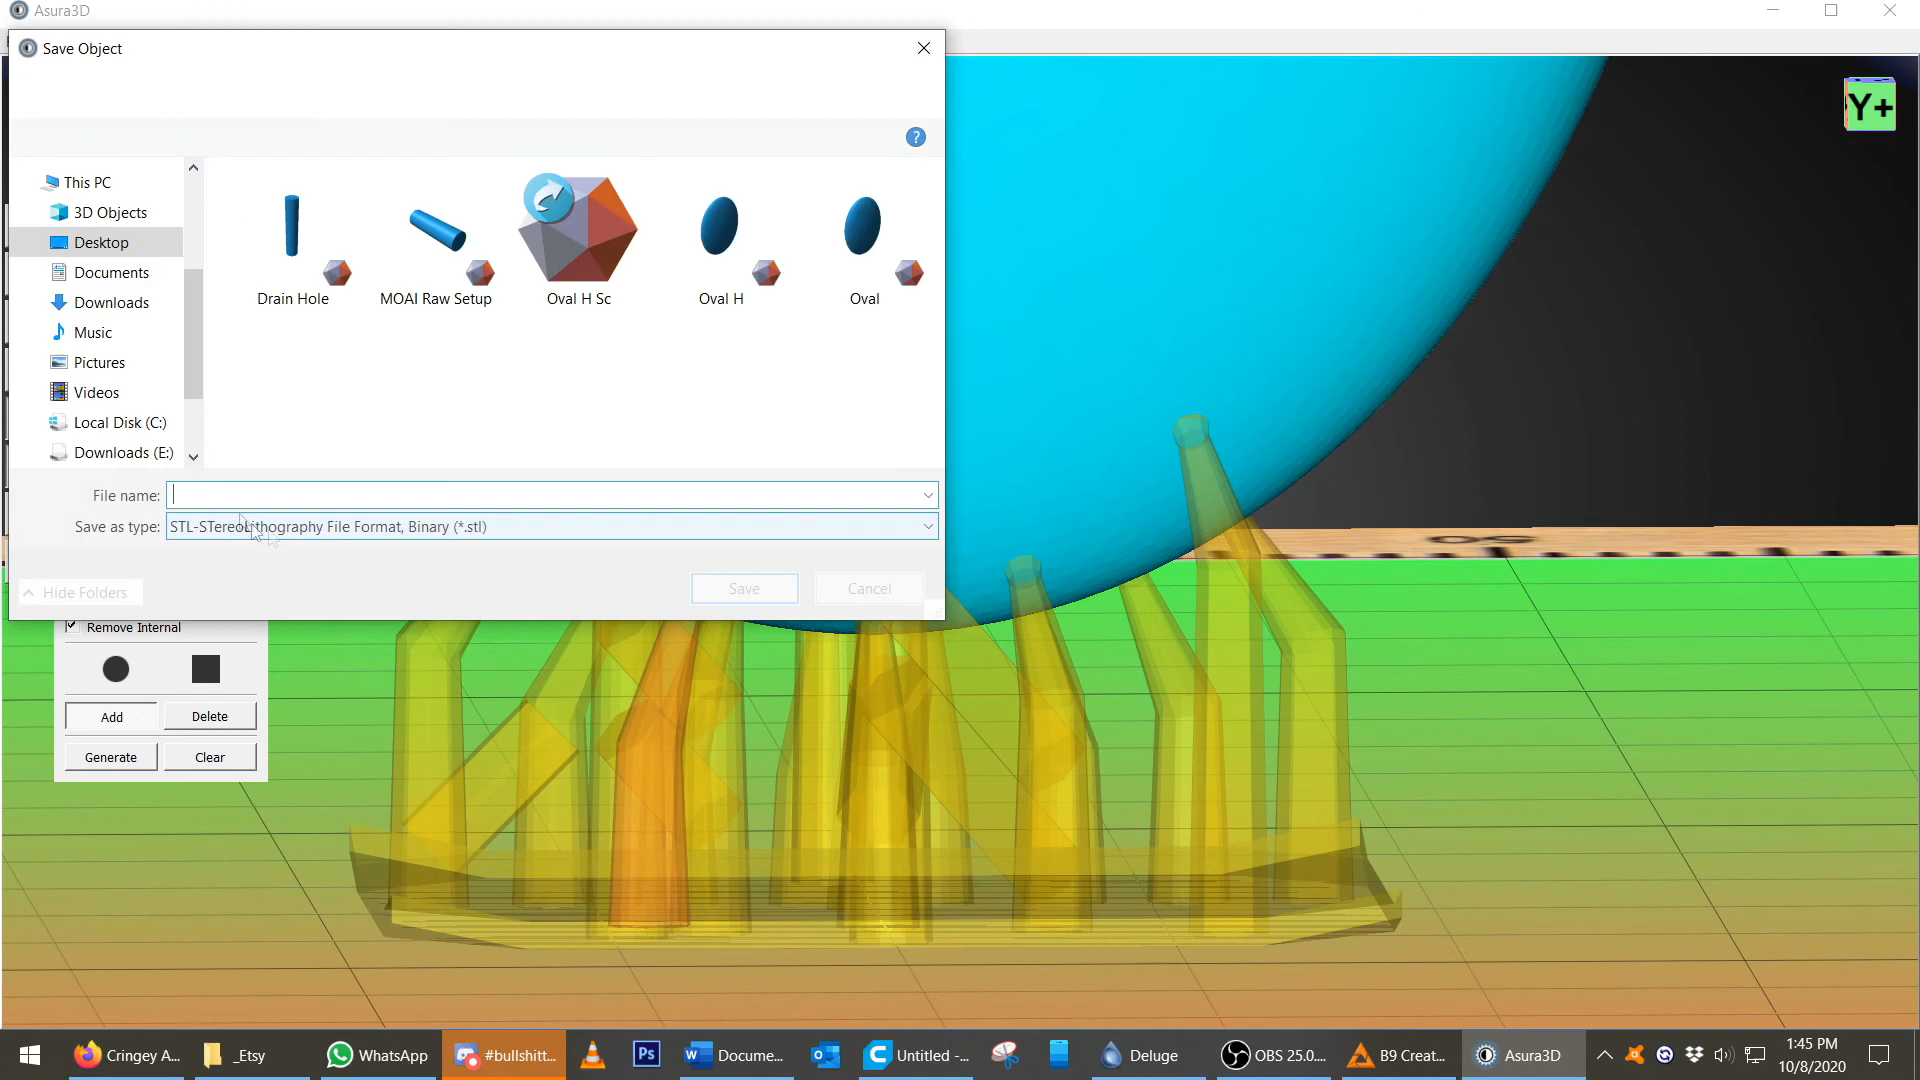 Asura3D
Save Object
Y+
?
This PC
3D Objects
Desktop
Documents
Downloads
Music
Pictures
Videos
Local Disk (C:)
Downloads (E:)
Drain Hole
MOAI Raw Setup
Oval H Sc
Oval H
Oval
File name:
Save as type: STL-STereoLithography File Format, Binary (*.stl)
Hide Folders
Save
Cancel
50
Remove Internal
Add
Delete
Generate
Clear
Cringey A...
_Etsy
WhatsApp
#bullshitt...
Ps
Docume...
Untitled -...
Deluge
OBS 25.0....
B9 Creat...
Asura3D
1:45 PM
10/8/2020